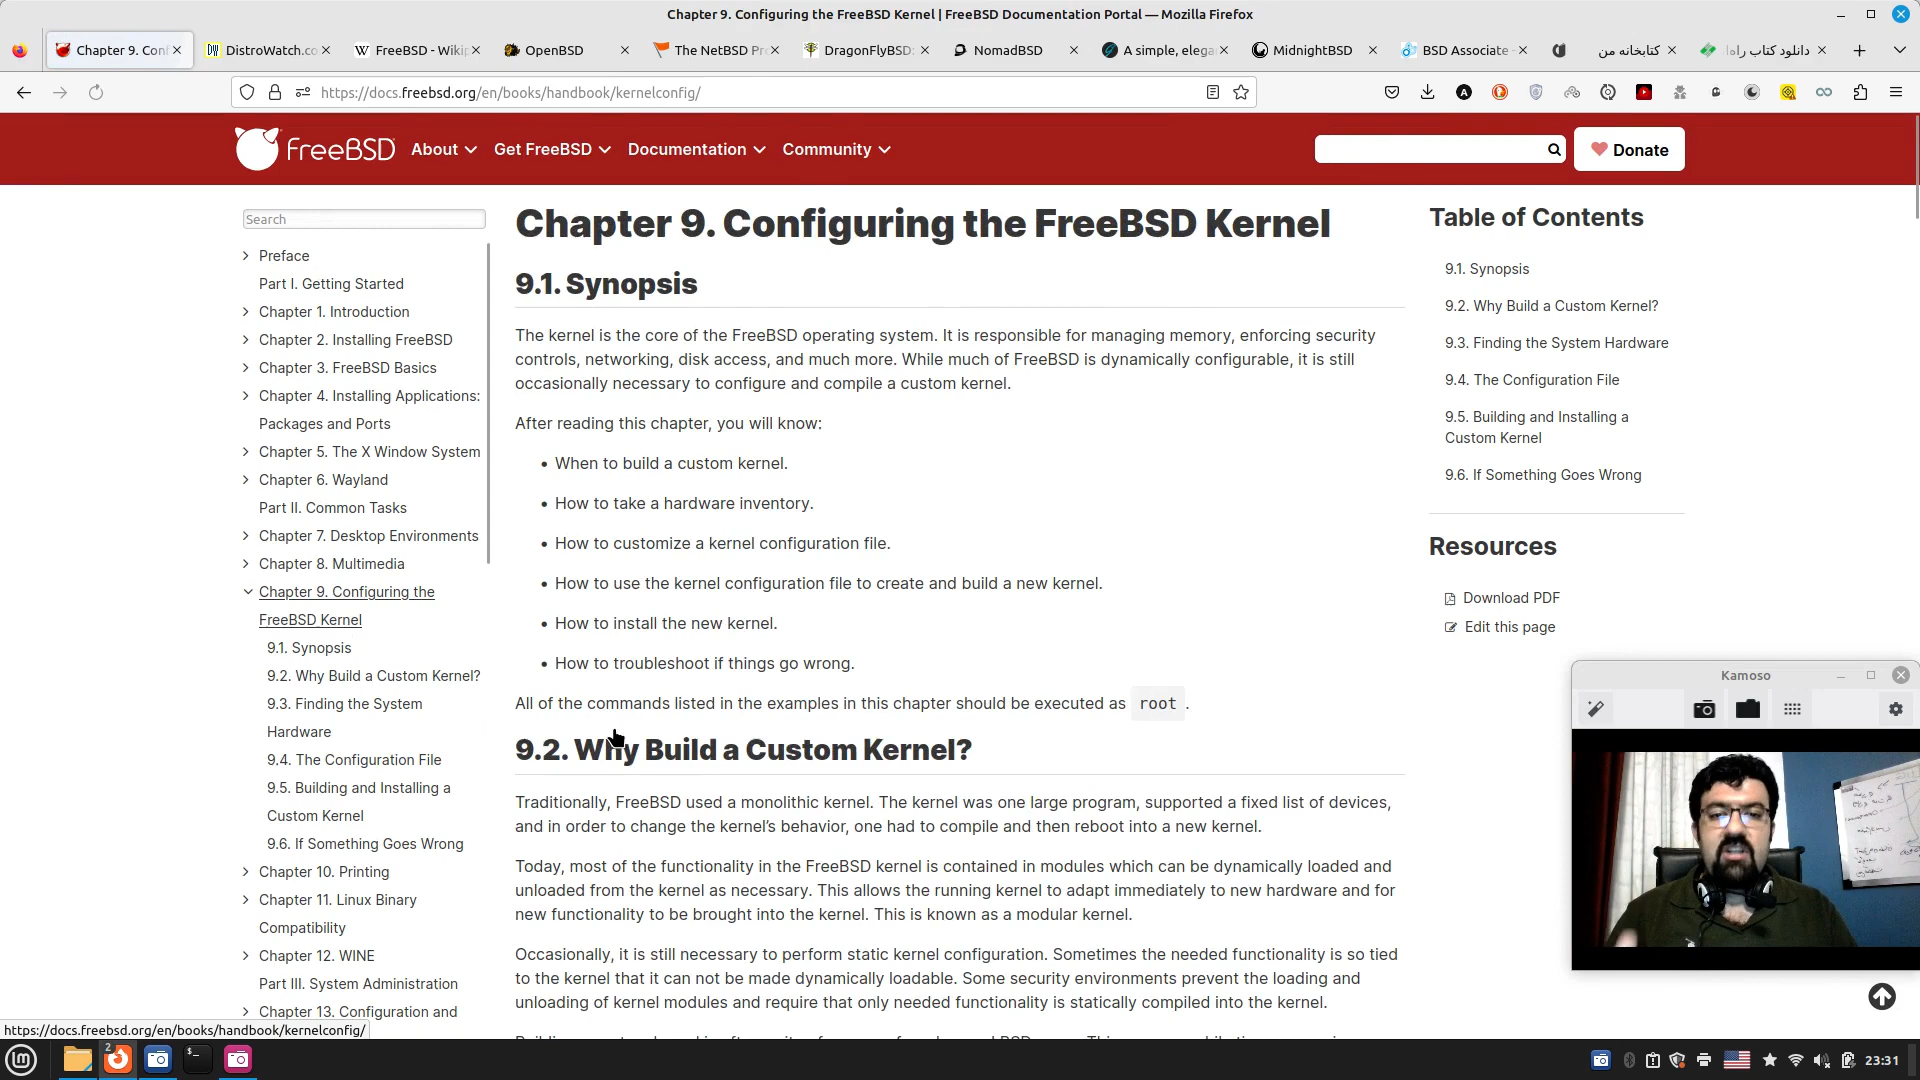 Chapter 9. Configuring the FreeBSD Kernel | FreeBSD Documentation Portal — Mozilla Firefox
Chapter 9. Conf
DistroWatch.co
FreeBSD - Wiki
OpenBSD
The NetBSD Pr
DragonFlyBSD:
NomadBSD
A simple, elega
MidnightBSD
BSD Associate
کتابخانه من
دانلود کتاب راه
https://docs.freebsd.org/en/books/handbook/kernelconfig/
FreeBSD
About
Get FreeBSD
Documentation
Community
Donate
Search
Preface
Part I. Getting Started
Chapter 1. Introduction
Chapter 2. Installing FreeBSD
Chapter 3. FreeBSD Basics
Chapter 4. Installing Applications:
Packages and Ports
Chapter 5. The X Window System
Chapter 6. Wayland
Part II. Common Tasks
Chapter 7. Desktop Environments
Chapter 8. Multimedia
Chapter 9. Configuring the
FreeBSD Kernel
9.1. Synopsis
9.2. Why Build a Custom Kernel?
9.3. Finding the System
Hardware
9.4. The Configuration File
9.5. Building and Installing a
Custom Kernel
9.6. If Something Goes Wrong
Chapter 10. Printing
Chapter 11. Linux Binary
Compatibility
Chapter 12. WINE
Part III. System Administration
Chapter 13. Configuration and
Chapter 9. Configuring the FreeBSD Kernel
9.1. Synopsis
The kernel is the core of the FreeBSD operating system. It is responsible for managing memory, enforcing security
controls, networking, disk access, and much more. While much of FreeBSD is dynamically configurable, it is still
occasionally necessary to configure and compile a custom kernel.
After reading this chapter, you will know:
• When to build a custom kernel.
• How to take a hardware inventory.
• How to customize a kernel configuration file.
• How to use the kernel configuration file to create and build a new kernel.
• How to install the new kernel.
• How to troubleshoot if things go wrong.
All of the commands listed in the examples in this chapter should be executed as root .
9.2. Why Build a Custom Kernel?
Traditionally, FreeBSD used a monolithic kernel. The kernel was one large program, supported a fixed list of devices,
and in order to change the kernel's behavior, one had to compile and then reboot into a new kernel.
Today, most of the functionality in the FreeBSD kernel is contained in modules which can be dynamically loaded and
unloaded from the kernel as necessary. This allows the running kernel to adapt immediately to new hardware and for
new functionality to be brought into the kernel. This is known as a modular kernel.
Occasionally, it is still necessary to perform static kernel configuration. Sometimes the needed functionality is so tied
to the kernel that it can not be made dynamically loadable. Some security environments prevent the loading and
unloading of kernel modules and require that only needed functionality is statically compiled into the kernel.
Table of Contents
9.1. Synopsis
9.2. Why Build a Custom Kernel?
9.3. Finding the System Hardware
9.4. The Configuration File
9.5. Building and Installing a
Custom Kernel
9.6. If Something Goes Wrong
Resources
Download PDF
Edit this page
Kamoso
https://docs.freebsd.org/en/books/handbook/kernelconfig/
2
23:31